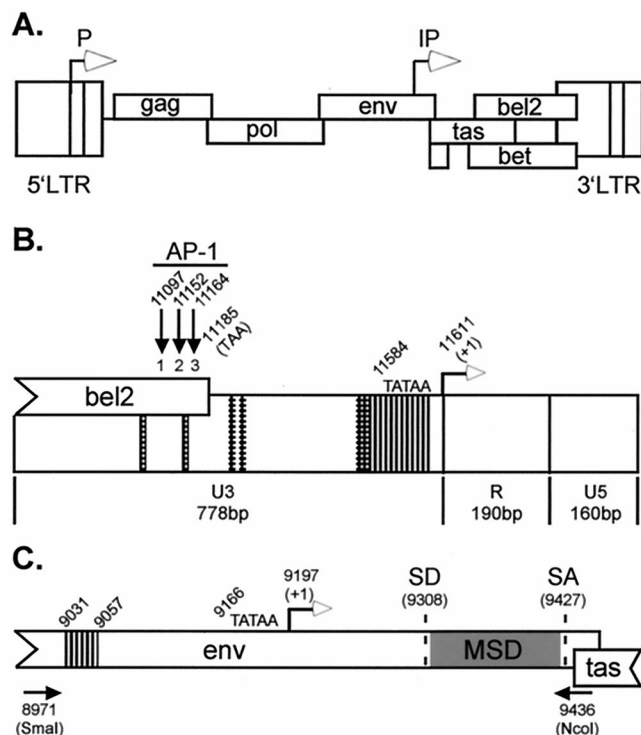 A.
P
IP
gag
env
bel2
pol
tas
bet
5‘LTR
3‘LTR
B.
AP-1
11097
11152
11164
11185
(TAA)
1
2
3
11584
TATAA
11611
(+1)
bel2
U3
778bp
R
190bp
U5
160bp
C.
9031
9057
9166
TATAA
9197
(+1)
SD
(9308)
SA
(9427)
env
MSD
tas
8971
(SmaI)
9436
(NcoI)